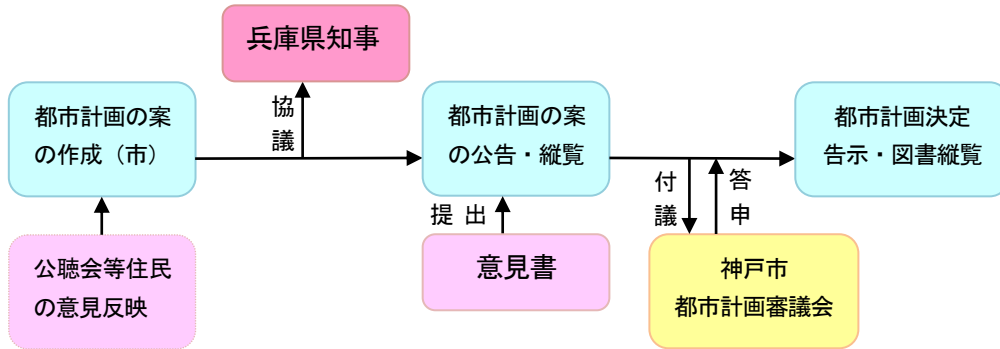 兵庫県知事
都市計画の案
の作成（市）
協議
都市計画の案
の公告・縦覧
都市計画決定
告示・図書縦覧
公聴会等住民
の意見反映
提出
意見書
付議
答申
神戸市
都市計画審議会